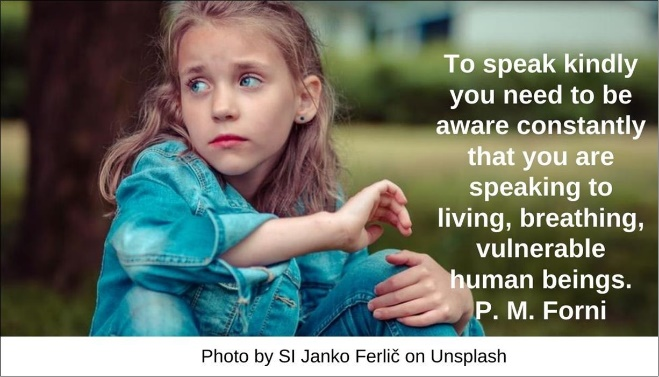 To speak kindly
you need to be
aware constantly
that you are
speaking to
living, breathing,
vulnerable
human beings.
P. M. Forni
Photo by SI Janko Ferlič on Unsplash